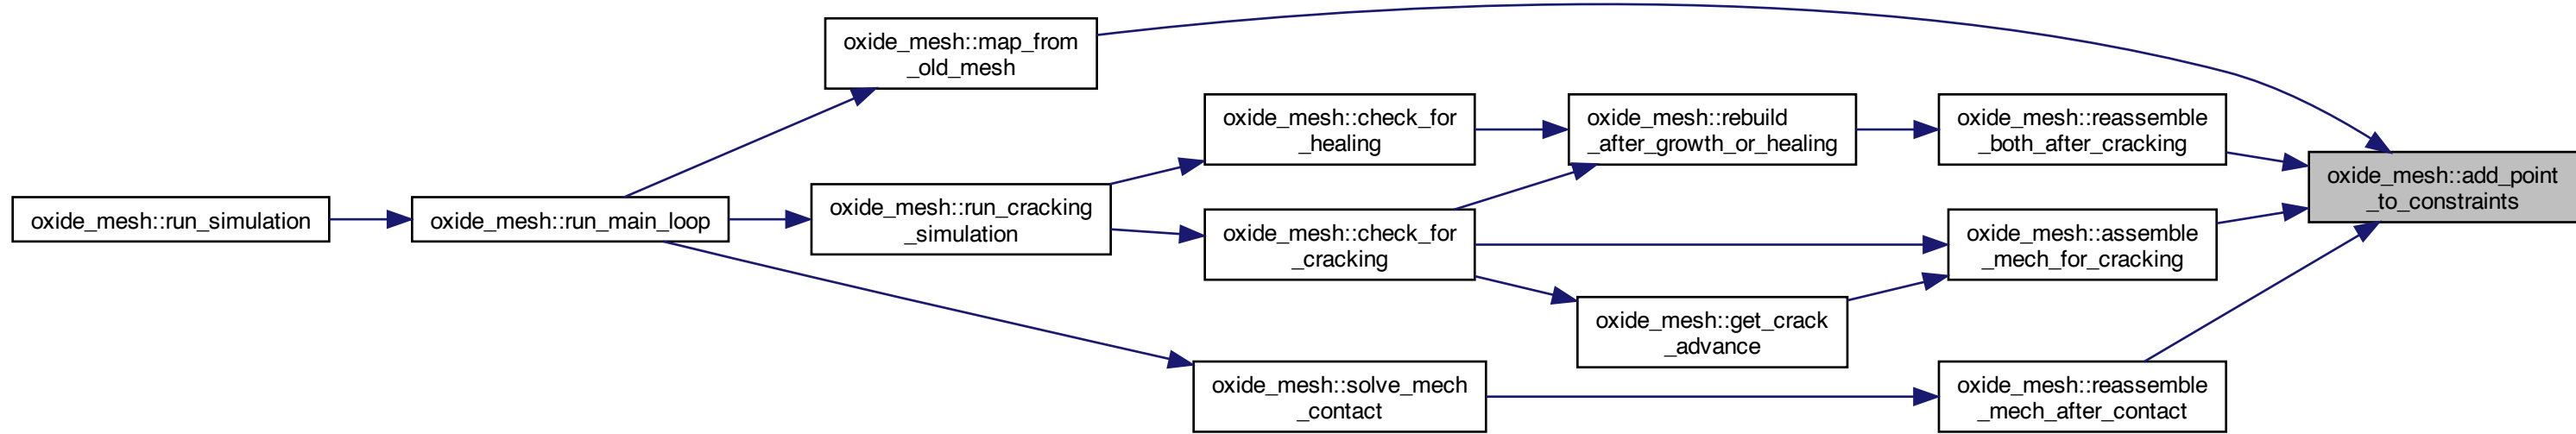 oxide_mesh::map_from
_old_mesh
oxide_mesh::check_for
_healing
oxide_mesh::rebuild
_after_growth_or_healing
oxide_mesh::reassemble
_both_after_cracking
oxide_mesh::add_point
_to_constraints
oxide_mesh::run_simulation
oxide_mesh::run_main_loop
oxide_mesh::run_cracking
_simulation
oxide_mesh::check_for
_cracking
oxide_mesh::assemble
_mech_for_cracking
oxide_mesh::get_crack
_advance
oxide_mesh::solve_mech
_contact
oxide_mesh::reassemble
_mech_after_contact